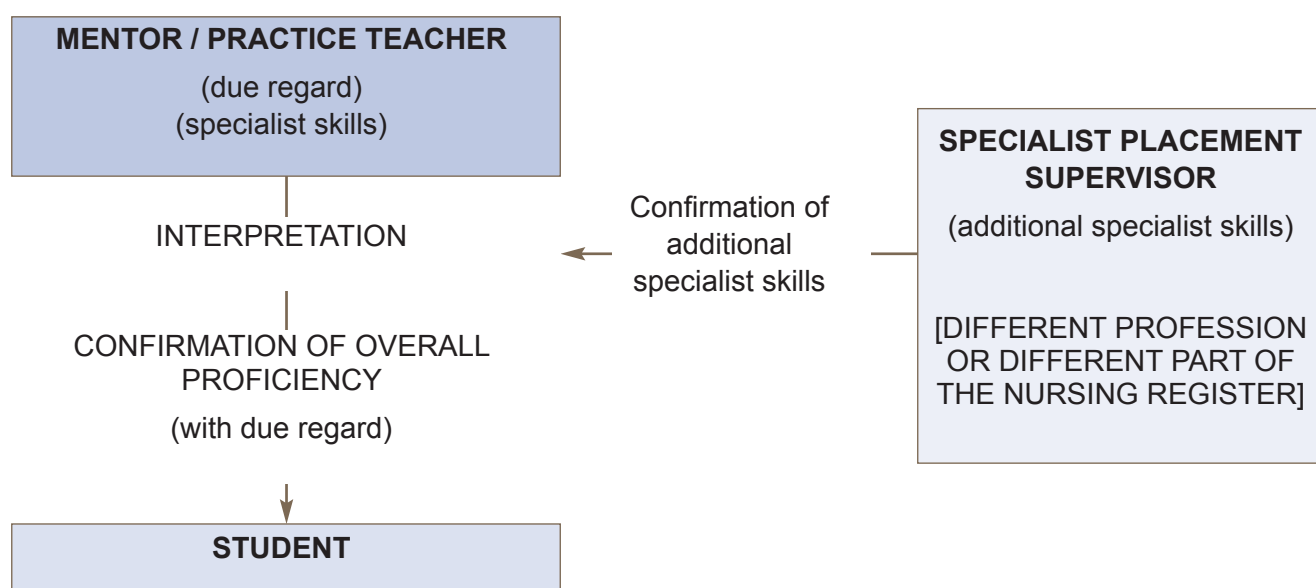 MENTOR / PRACTICE TEACHER
(due regard)
(specialist skills)
INTERPRETATION
CONFIRMATION OF OVERALL
PROFICIENCY
(with due regard)
STUDENT
Confirmation of
additional
specialist skills
SPECIALIST PLACEMENT
SUPERVISOR
(additional specialist skills)
[DIFFERENT PROFESSION
OR DIFFERENT PART OF
THE NURSING REGISTER]